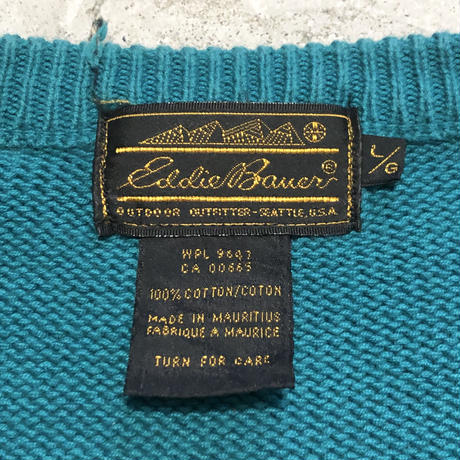 Eddie Bauer ®
OUTDOOR OUTFITTER-SEATTLE, U.S.A.
L/G
WPL 9647
CA 00665
100% COTTON/COTON
MADE IN MAURITIUS
FABRIQUE A MAURICE
TURN FOR CARE